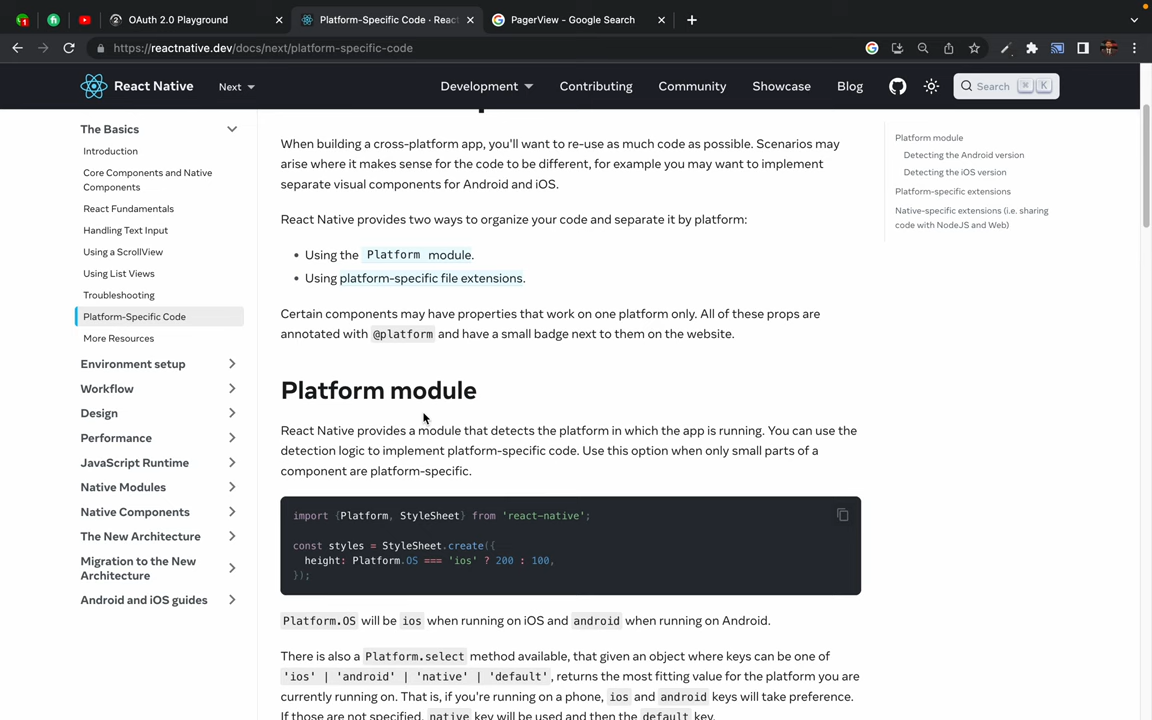 OAuth 2.0 Playground
Platform-Specific Code · React
PagerView - Google Search
https://reactnative.dev/docs/next/platform-specific-code
React Native
Next
Development
Contributing
Community
Showcase
Blog
Search ⌘ K
The Basics
Introduction
Core Components and Native
Components
React Fundamentals
Handling Text Input
Using a ScrollView
Using List Views
Troubleshooting
Platform-Specific Code
More Resources
Environment setup
Workflow
Design
Performance
JavaScript Runtime
Native Modules
Native Components
The New Architecture
Migration to the New
Architecture
Android and iOS guides
When building a cross-platform app, you'll want to re-use as much code as possible. Scenarios may
arise where it makes sense for the code to be different, for example you may want to implement
separate visual components for Android and iOS.
React Native provides two ways to organize your code and separate it by platform:
• Using the Platform module.
• Using platform-specific file extensions.
Certain components may have properties that work on one platform only. All of these props are
annotated with @platform and have a small badge next to them on the website.
Platform module
React Native provides a module that detects the platform in which the app is running. You can use the
detection logic to implement platform-specific code. Use this option when only small parts of a
component are platform-specific.
import {Platform, StyleSheet} from 'react-native';
const styles = StyleSheet.create({
height: Platform.OS === 'ios' ? 200 : 100,
});
Platform.OS will be ios when running on iOS and android when running on Android.
There is also a Platform.select method available, that given an object where keys can be one of
'ios' | 'android' | 'native' | 'default', returns the most fitting value for the platform you are
currently running on. That is, if you're running on a phone, ios and android keys will take preference.
If those are not specified, native key will be used and then the default key.
Platform module
Detecting the Android version
Detecting the iOS version
Platform-specific extensions
Native-specific extensions (i.e. sharing
code with NodeJS and Web)